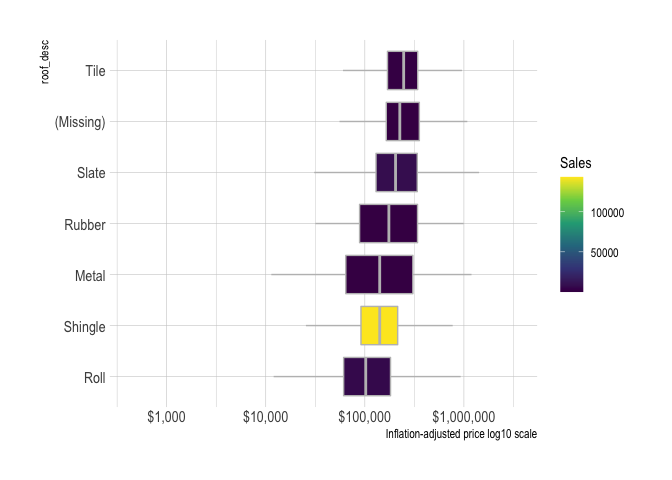 roof_desc
Tile
(Missing)
Slate
Rubber
Metal
Shingle
Roll
$1,000 $10,000 $100,000 $1,000,000
Inflation-adjusted price log10 scale
Sales
100000
50000